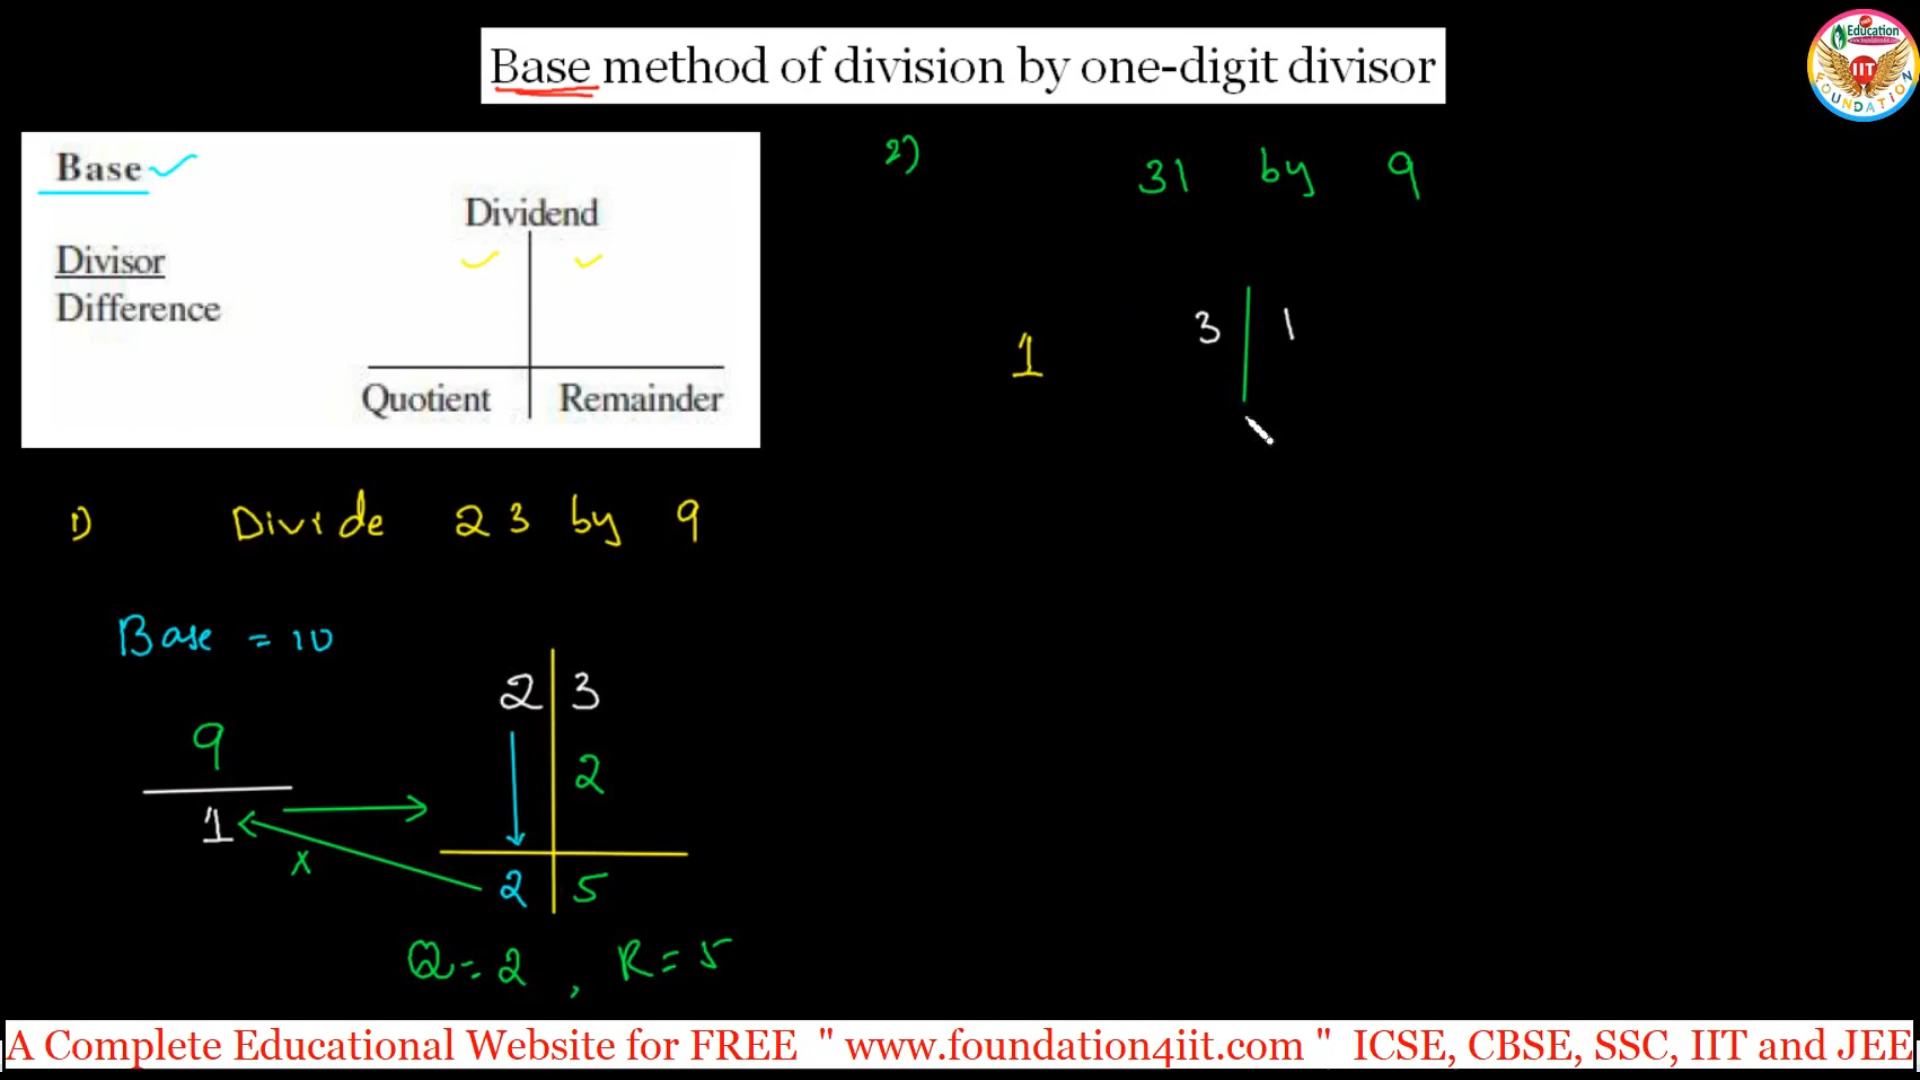 Base method of division by one-digit divisor
Education
IIT
FOUNDATION
Base
Dividend
Divisor
Difference
Quotient Remainder
1) Divide 23 by 9
Base = 10
9
1
x
2 3
2
2 5
Q = 2 , R = 5
2) 31 by 9
1 3 1
A Complete Educational Website for FREE " www.foundation4iit.com " ICSE, CBSE, SSC, IIT and JEE